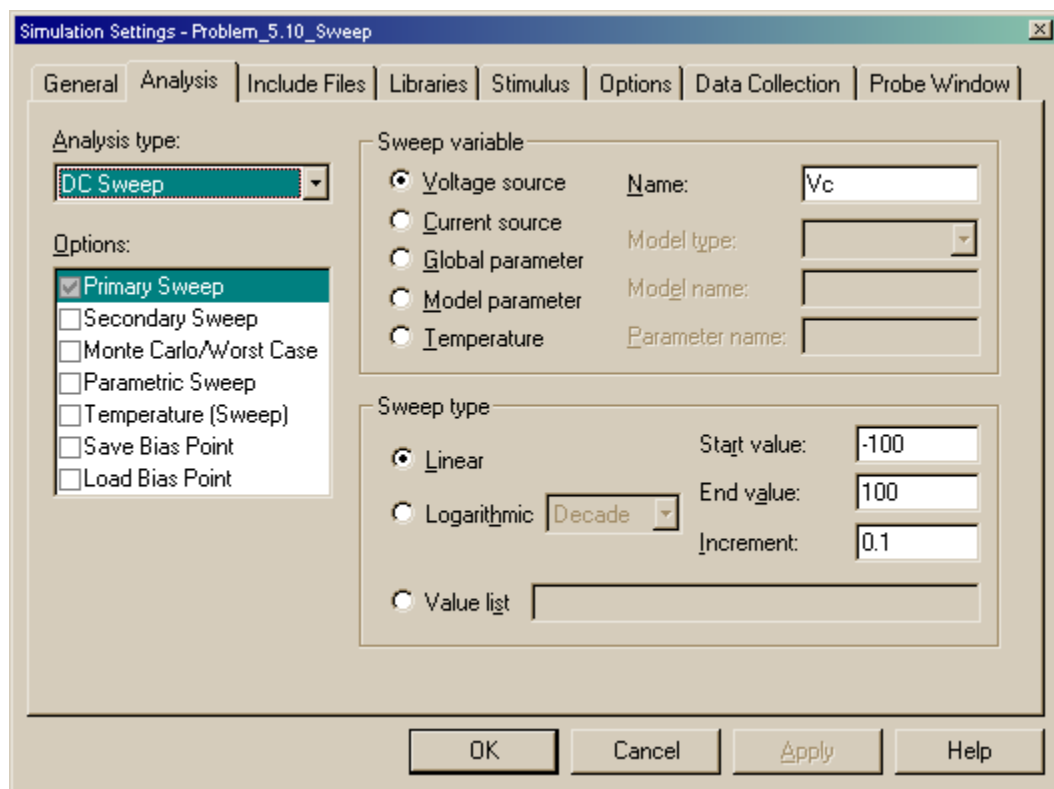 Simulation Settings - Problem_5.10_Sweep
General Analysis Include Files Libraries Stimulus Options Data Collection Probe Window
Analysis type:
DC Sweep
Options:
Primary Sweep
Secondary Sweep
Monte Carlo/Worst Case
Parametric Sweep
Temperature (Sweep)
Save Bias Point
Load Bias Point
Sweep variable
Voltage source Name: Vc
Current source
Model type:
Global parameter
Model name:
Model parameter
Temperature Parameter name:
Sweep type
Start value: -100
Linear
End value: 100
Logarithmic Decade
Increment: 0.1
Value list
OK Cancel Apply Help